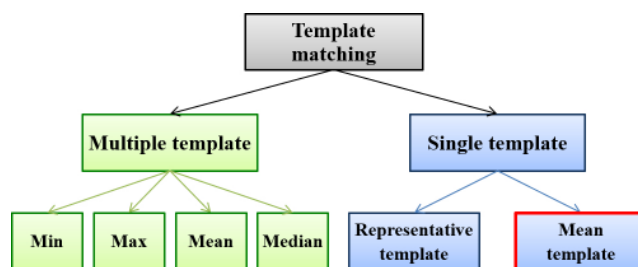 Template
matching
Multiple template
Single template
Min
Max
Mean
Median
Representative
template
Mean
template